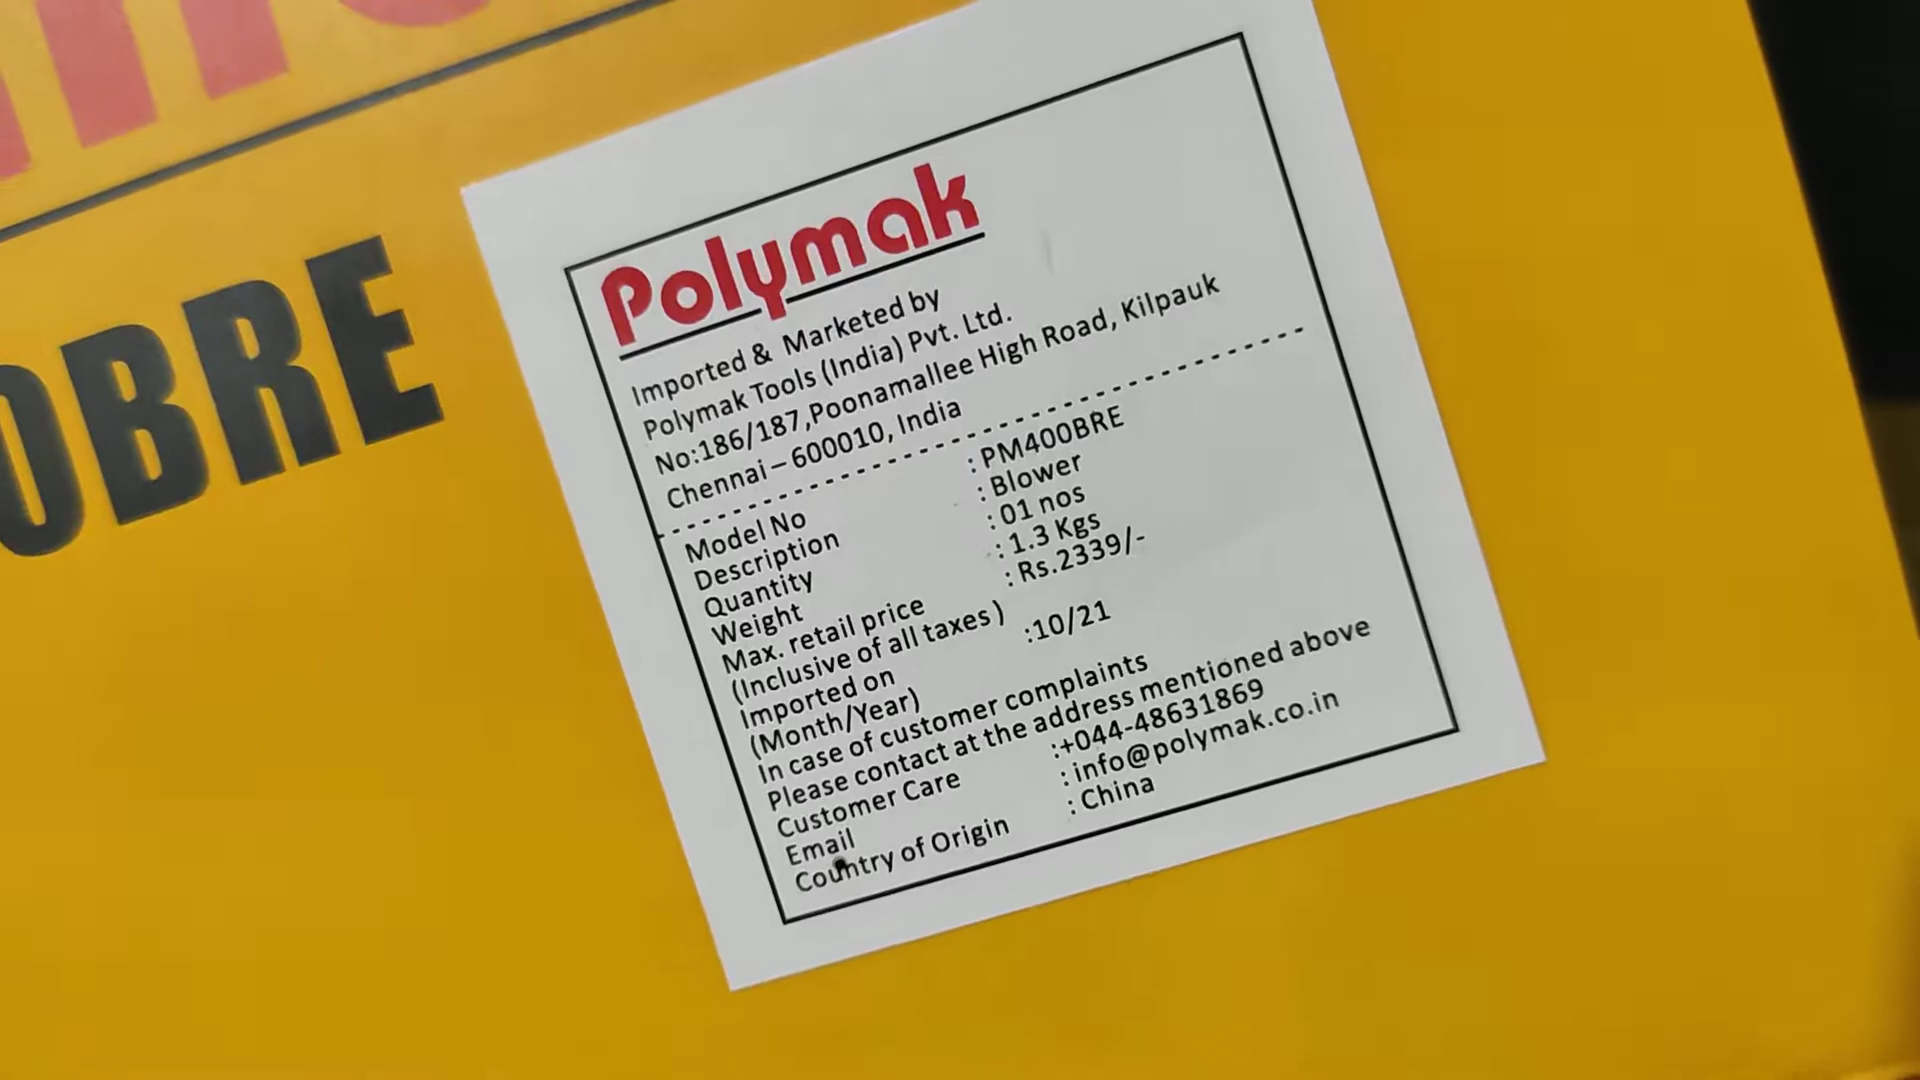 OBRE
Polymak
Imported & Marketed by
Polymak Tools (India) Pvt. Ltd.
No:186/187,Poonamallee High Road, Kilpauk
Chennai – 600010, India
Model No : PM400BRE
Description : Blower
Quantity : 01 nos
Weight : 1.3 Kgs
Max. retail price : Rs.2339/-
(Inclusive of all taxes)
Imported on :10/21
(Month/Year)
In case of customer complaints
Please contact at the address mentioned above
Customer Care :+044-48631869
Email : info@polymak.co.in
Country of Origin : China